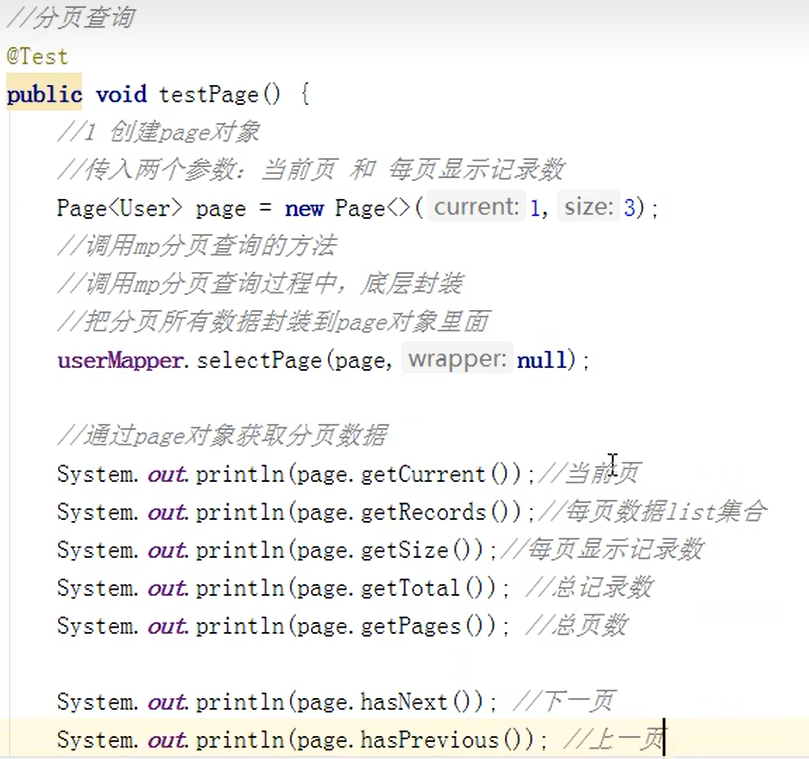 //分页查询
@Test
public void testPage() {
//1 创建page对象
//传入两个参数：当前页 和 每页显示记录数
Page<User> page = new Page<>( current: 1, size: 3);
//调用mp分页查询的方法
//调用mp分页查询过程中，底层封装
//把分页所有数据封装到page对象里面
userMapper.selectPage(page, wrapper: null);
//通过page对象获取分页数据
System.out.println(page.getCurrent());//当前页
System.out.println(page.getRecords());//每页数据list集合
System.out.println(page.getSize());//每页显示记录数
System.out.println(page.getTotal()); //总记录数
System.out.println(page.getPages()); //总页数
System.out.println(page.hasNext()); //下一页
System.out.println(page.hasPrevious()); //上一页